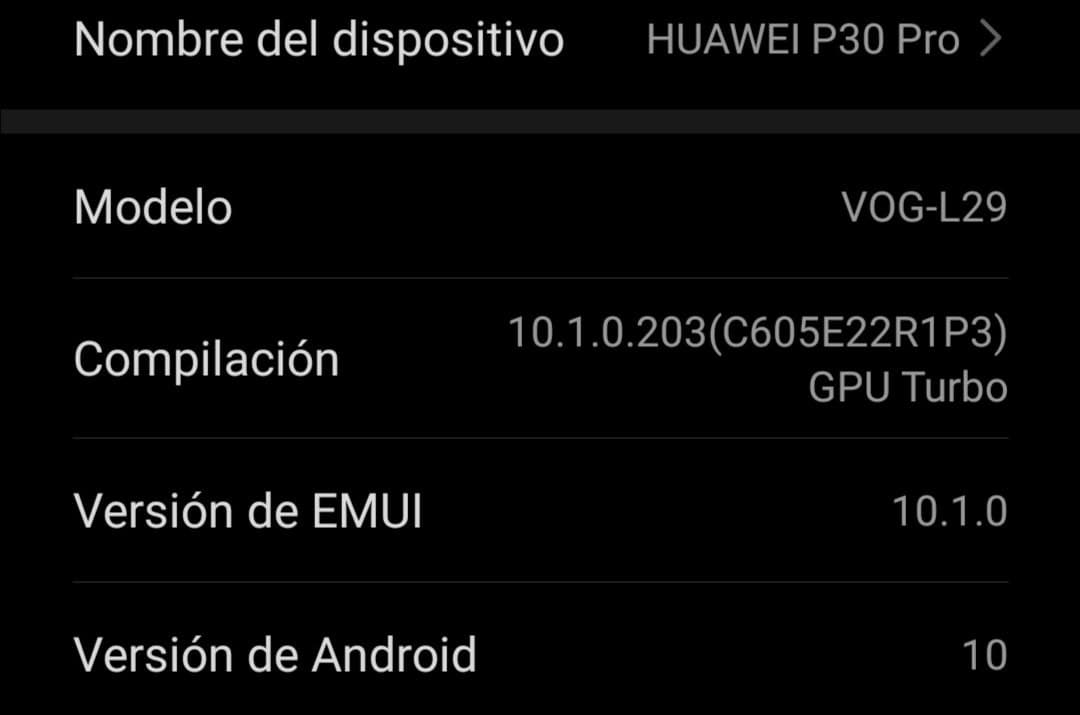 Nombre del dispositivo HUAWEI P30 Pro
Modelo VOG-L29
Compilación 10.1.0.203(C605E22R1P3)
GPU Turbo
Versión de EMUI 10.1.0
Versión de Android 10